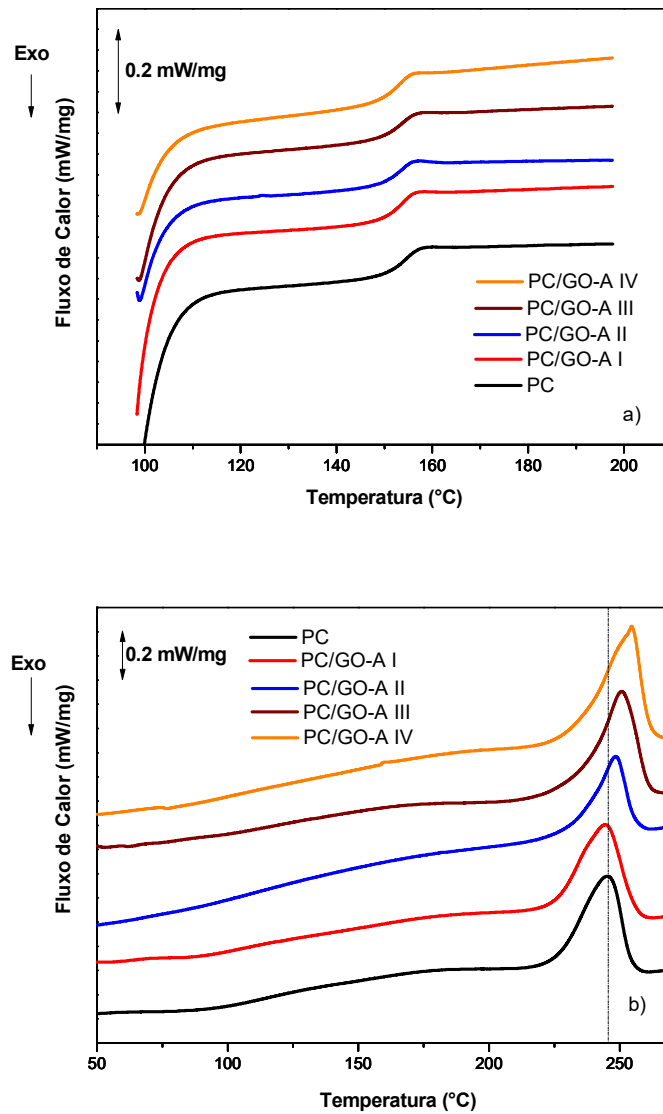 Exo
0.2 mW/mg
Fluxo de Calor (mW/mg)
PC/GO-A IV
PC/GO-A III
PC/GO-A II
PC/GO-A I
PC
a)
100 120 140 160 180 200
Temperatura (°C)
Exo
0.2 mW/mg
Fluxo de Calor (mW/mg)
PC
PC/GO-A I
PC/GO-A II
PC/GO-A III
PC/GO-A IV
b)
50 100 150 200 250
Temperatura (°C)